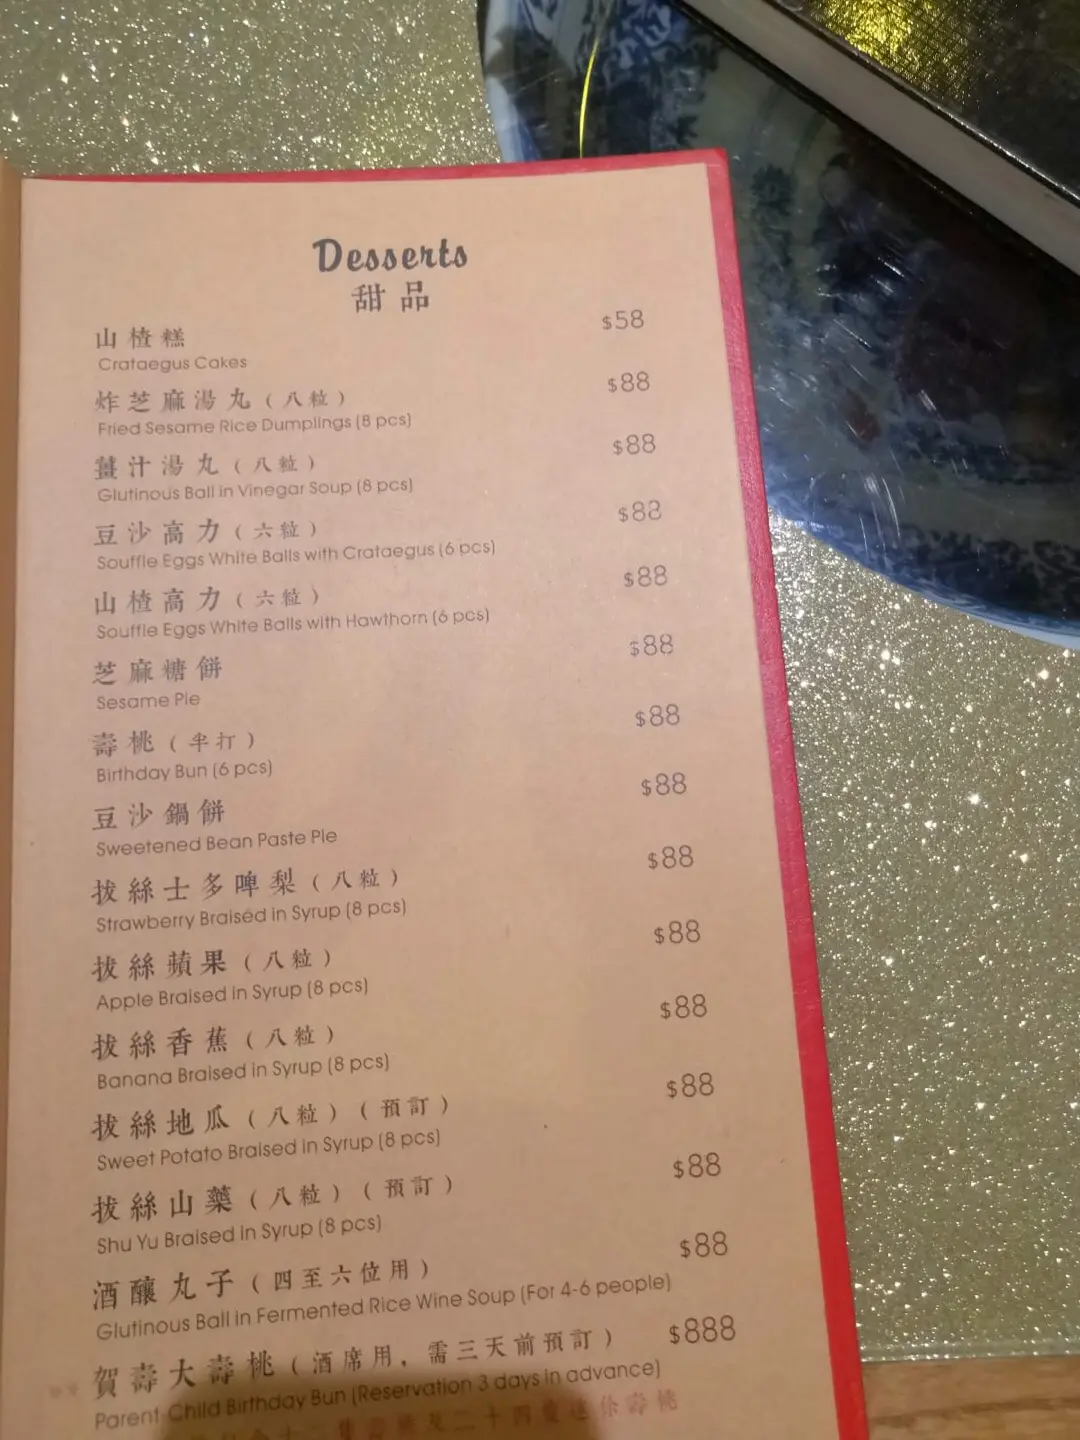 Desserts
甜品
山楂糕 $58
Crataegus Cakes
炸芝麻湯丸(八粒) $88
Fried Sesame Rice Dumplings (8 pcs)
薑汁湯丸(八粒) $88
Glutinous Ball in Vinegar Soup (8 pcs)
豆沙高力(六粒) $88
Souffle Eggs White Balls with Crataegus (6 pcs)
山楂高力(六粒) $88
Souffle Eggs White Balls with Hawthorn (6 pcs)
芝麻糖餅 $88
Sesame Pie
壽桃(半打) $88
Birthday Bun (6 pcs)
豆沙鍋餅 $88
Sweetened Bean Paste Pie
拔絲士多啤梨(八粒) $88
Strawberry Braised in Syrup (8 pcs)
拔絲蘋果(八粒) $88
Apple Braised in Syrup (8 pcs)
拔絲香蕉(八粒) $88
Banana Braised in Syrup (8 pcs)
拔絲地瓜(八粒)(預訂) $88
Sweet Potato Braised in Syrup (8 pcs)
拔絲山藥(八粒)(預訂) $88
Shu Yu Braised in Syrup (8 pcs)
酒釀丸子(四至六位用) $88
Glutinous Ball in Fermented Rice Wine Soup (For 4-6 people)
賀壽大壽桃(酒席用,需三天前預訂) $888
Parent-Child Birthday Bun (Reservation 3 days in advance)